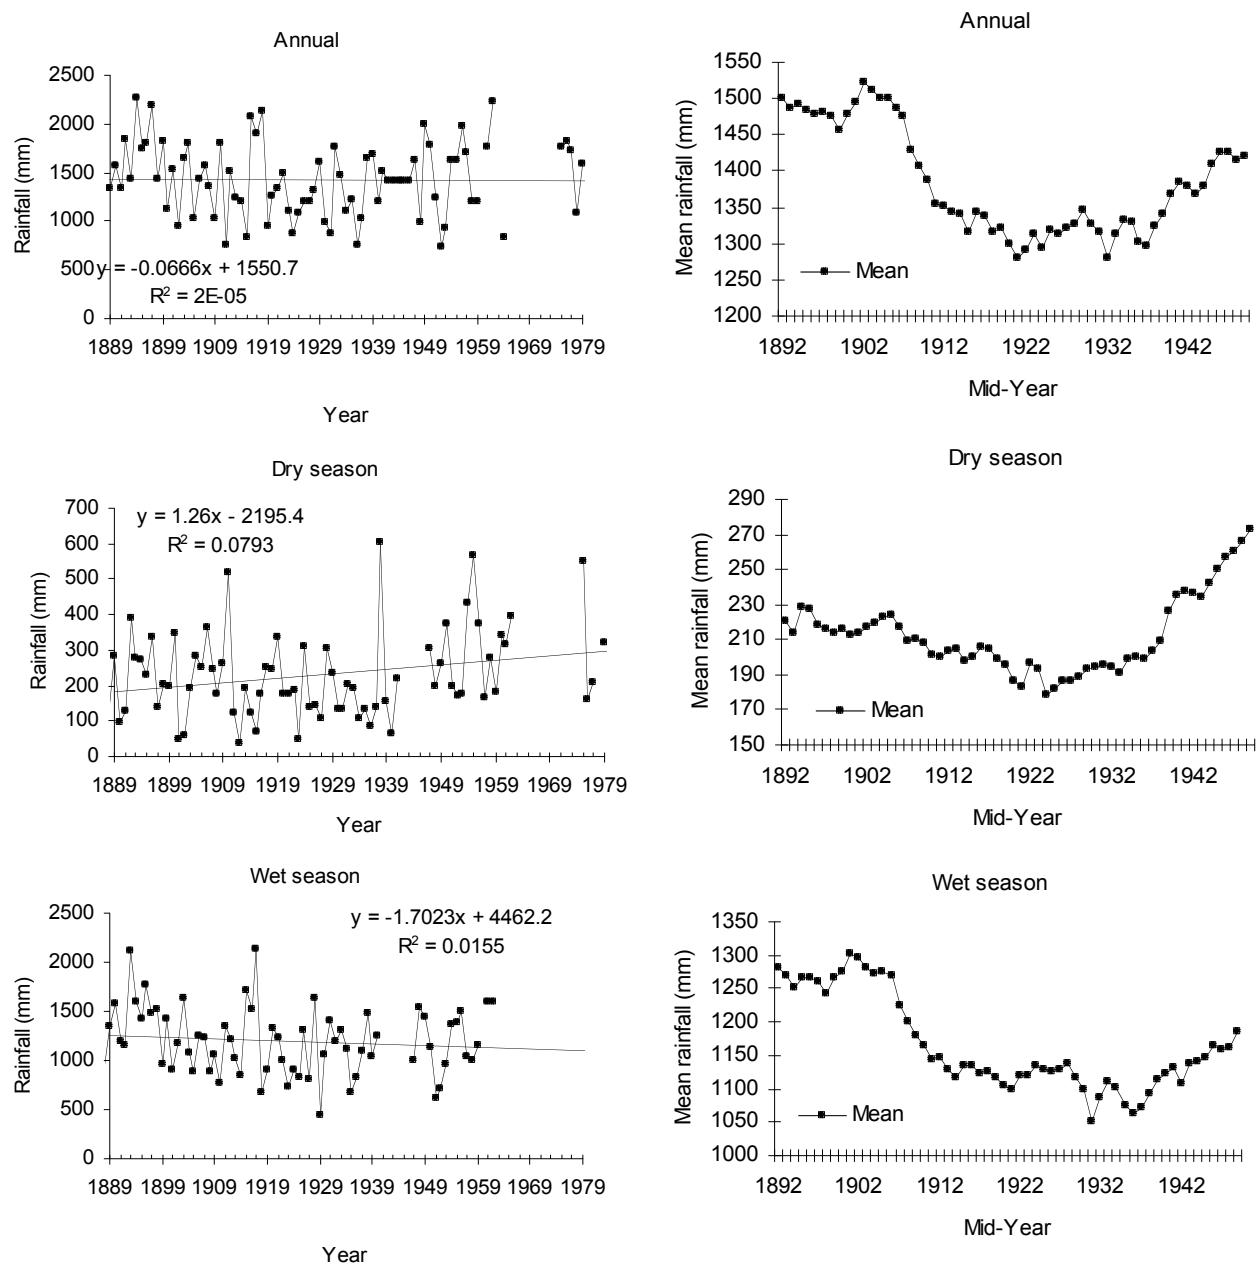 Annual
2500
2000
1500
1000
500
0
Rainfall (mm)
y = -0.0666x + 1550.7
R² = 2E-05
1889 1899 1909 1919 1929 1939 1949 1959 1969 1979
Year
Annual
1550
1500
1450
1400
1350
1300
1250
1200
Mean rainfall (mm)
Mean
1892 1902 1912 1922 1932 1942
Mid-Year
Dry season
700
600
500
400
300
200
100
0
Rainfall (mm)
y = 1.26x - 2195.4
R² = 0.0793
1889 1899 1909 1919 1929 1939 1949 1959 1969 1979
Year
Dry season
290
270
250
230
210
190
170
150
Mean rainfall (mm)
Mean
1892 1902 1912 1922 1932 1942
Mid-Year
Wet season
2500
2000
1500
1000
500
0
Rainfall (mm)
y = -1.7023x + 4462.2
R² = 0.0155
1889 1899 1909 1919 1929 1939 1949 1959 1969 1979
Year
Wet season
1350
1300
1250
1200
1150
1100
1050
1000
Mean rainfall (mm)
Mean
1892 1902 1912 1922 1932 1942
Mid-Year